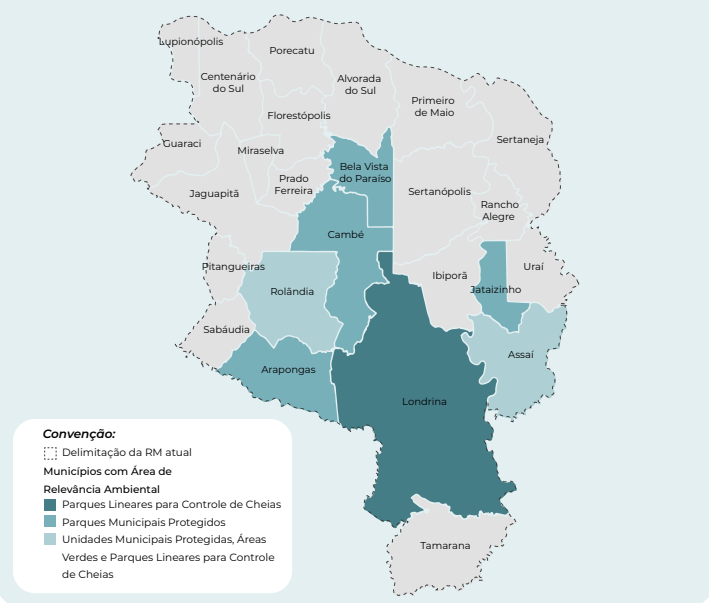 Lupionópolis
Porecatu
Centenário
do Sul
Alvorada
do Sul
Primeiro
de Maio
Florestópolis
Sertaneja
Guaraci
Miraselva
Bela Vista
do Paraíso
Prado
Ferreira
Jaguapitã
Sertanópolis
Rancho
Alegre
Cambé
Pitangueiras
Ibiporã
Uraí
Rolândia
Jataizinho
Sabáudia
Assaí
Arapongas
Londrina
Tamarana
Convenção:
Delimitação da RM atual
Municípios com Área de
Relevância Ambiental
Parques Lineares para Controle de Cheias
Parques Municipais Protegidos
Unidades Municipais Protegidas, Áreas
Verdes e Parques Lineares para Controle
de Cheias